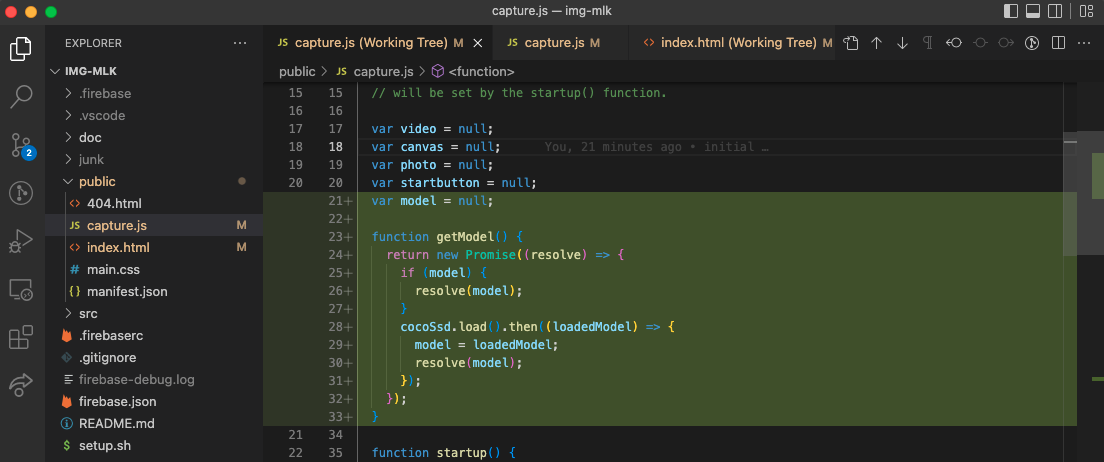 capture.js — img-mlk
EXPLORER
IMG-MLK
.firebase
.vscode
doc
junk
public
404.html
capture.js M
index.html M
main.css
manifest.json
src
.firebaserc
.gitignore
firebase-debug.log
firebase.json
README.md
setup.sh
2
JS capture.js (Working Tree) M
JS capture.js M
<> index.html (Working Tree) M
public > JS capture.js > <function>
15 15 // will be set by the startup() function.
16 16
17 17 var video = null;
18 18 var canvas = null; You, 21 minutes ago • initial …
19 19 var photo = null;
20 20 var startbutton = null;
21+ var model = null;
22+
23+ function getModel() {
24+ return new Promise((resolve) => {
25+ if (model) {
26+ resolve(model);
27+ }
28+ cocoSsd.load().then((loadedModel) => {
29+ model = loadedModel;
30+ resolve(model);
31+ });
32+ });
33+ }
21 34
22 35 function startup() {